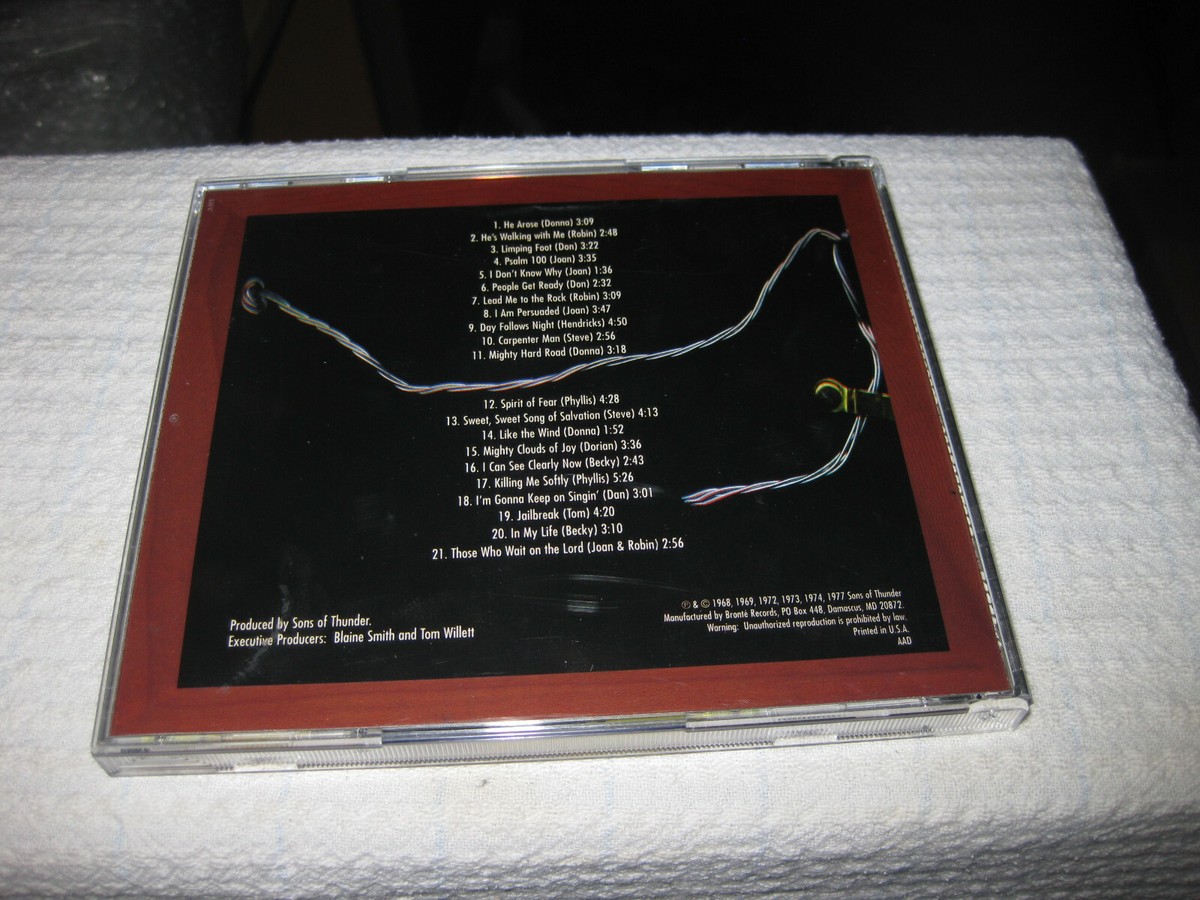 1. He Arose (Donna) 3:09
2. He's Walking with Me (Robin) 2:48
3. Limping Foot (Don) 3:22
4. Psalm 100 (Joan) 3:35
5. I Don't Know Why (Joan) 1:36
6. People Get Ready (Don) 2:32
7. Lead Me to the Rock (Robin) 3:09
8. I Am Persuaded (Joan) 3:47
9. Day Follows Night (Hendricks) 4:50
10. Carpenter Man (Steve) 2:56
11. Mighty Hard Road (Donna) 3:18
12. Spirit of Fear (Phyllis) 4:28
13. Sweet, Sweet Song of Salvation (Steve) 4:13
14. Like the Wind (Donna) 1:52
15. Mighty Clouds of Joy (Dorian) 3:36
16. I Can See Clearly Now (Becky) 2:43
17. Killing Me Softly (Phyllis) 5:26
18. I'm Gonna Keep on Singin' (Dan) 3:01
19. Jailbreak (Tom) 4:20
20. In My Life (Becky) 3:10
21. Those Who Wait on the Lord (Joan & Robin) 2:56
Produced by Sons of Thunder.
Executive Producers: Blaine Smith and Tom Willett
℗ & © 1968, 1969, 1972, 1973, 1974, 1977 Sons of Thunder
Manufactured by Brontë Records, PO Box 448, Damascus, MD 20872.
Warning: Unauthorized reproduction is prohibited by law.
Printed in U.S.A.
AAD